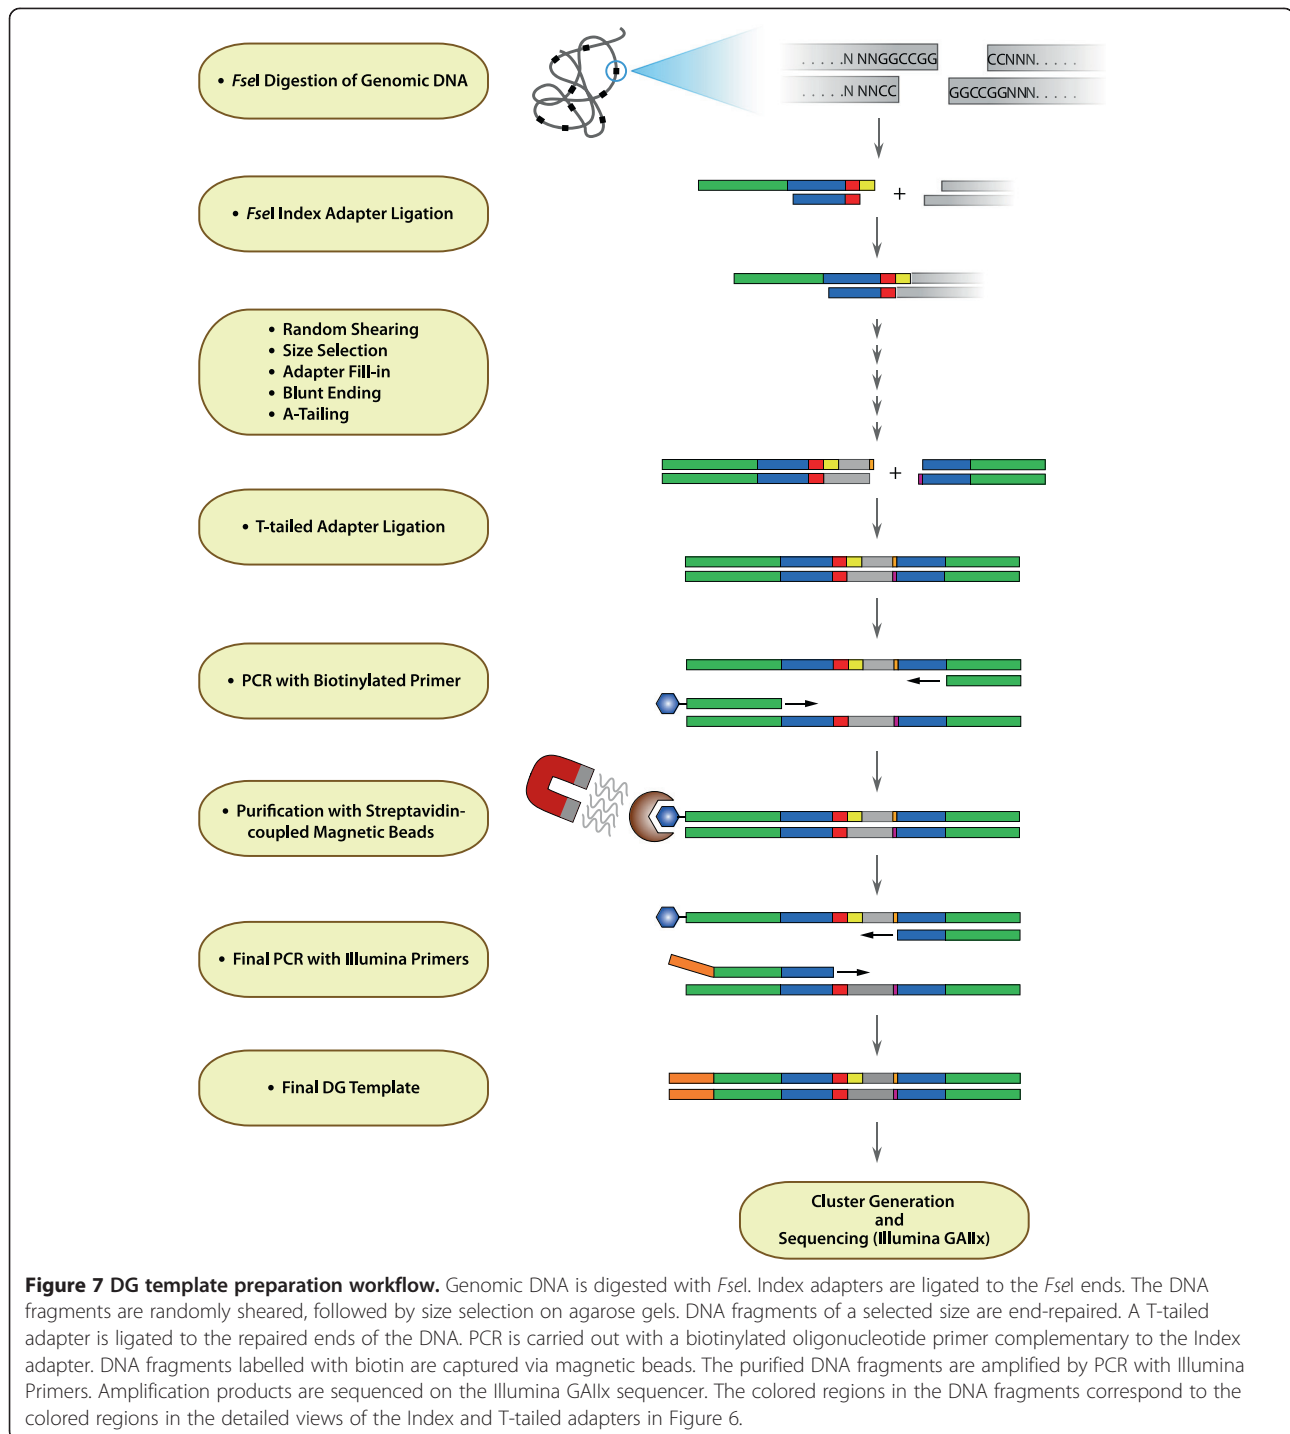 • FseI Digestion of Genomic DNA
. . . . .N NNGGCCGG
CCNNN. . . . .
. . . . .N NNCC
GGCCGGNNN. . . . .
• FseI Index Adapter Ligation
+
• Random Shearing
• Size Selection
• Adapter Fill-in
• Blunt Ending
• A-Tailing
+
• T-tailed Adapter Ligation
• PCR with Biotinylated Primer
• Purification with Streptavidin-
coupled Magnetic Beads
• Final PCR with Illumina Primers
• Final DG Template
Cluster Generation
and
Sequencing (Illumina GAIIx)
Figure 7 DG template preparation workflow. Genomic DNA is digested with FseI. Index adapters are ligated to the FseI ends. The DNA
fragments are randomly sheared, followed by size selection on agarose gels. DNA fragments of a selected size are end-repaired. A T-tailed
adapter is ligated to the repaired ends of the DNA. PCR is carried out with a biotinylated oligonucleotide primer complementary to the Index
adapter. DNA fragments labelled with biotin are captured via magnetic beads. The purified DNA fragments are amplified by PCR with Illumina
Primers. Amplification products are sequenced on the Illumina GAIIx sequencer. The colored regions in the DNA fragments correspond to the
colored regions in the detailed views of the Index and T-tailed adapters in Figure 6.